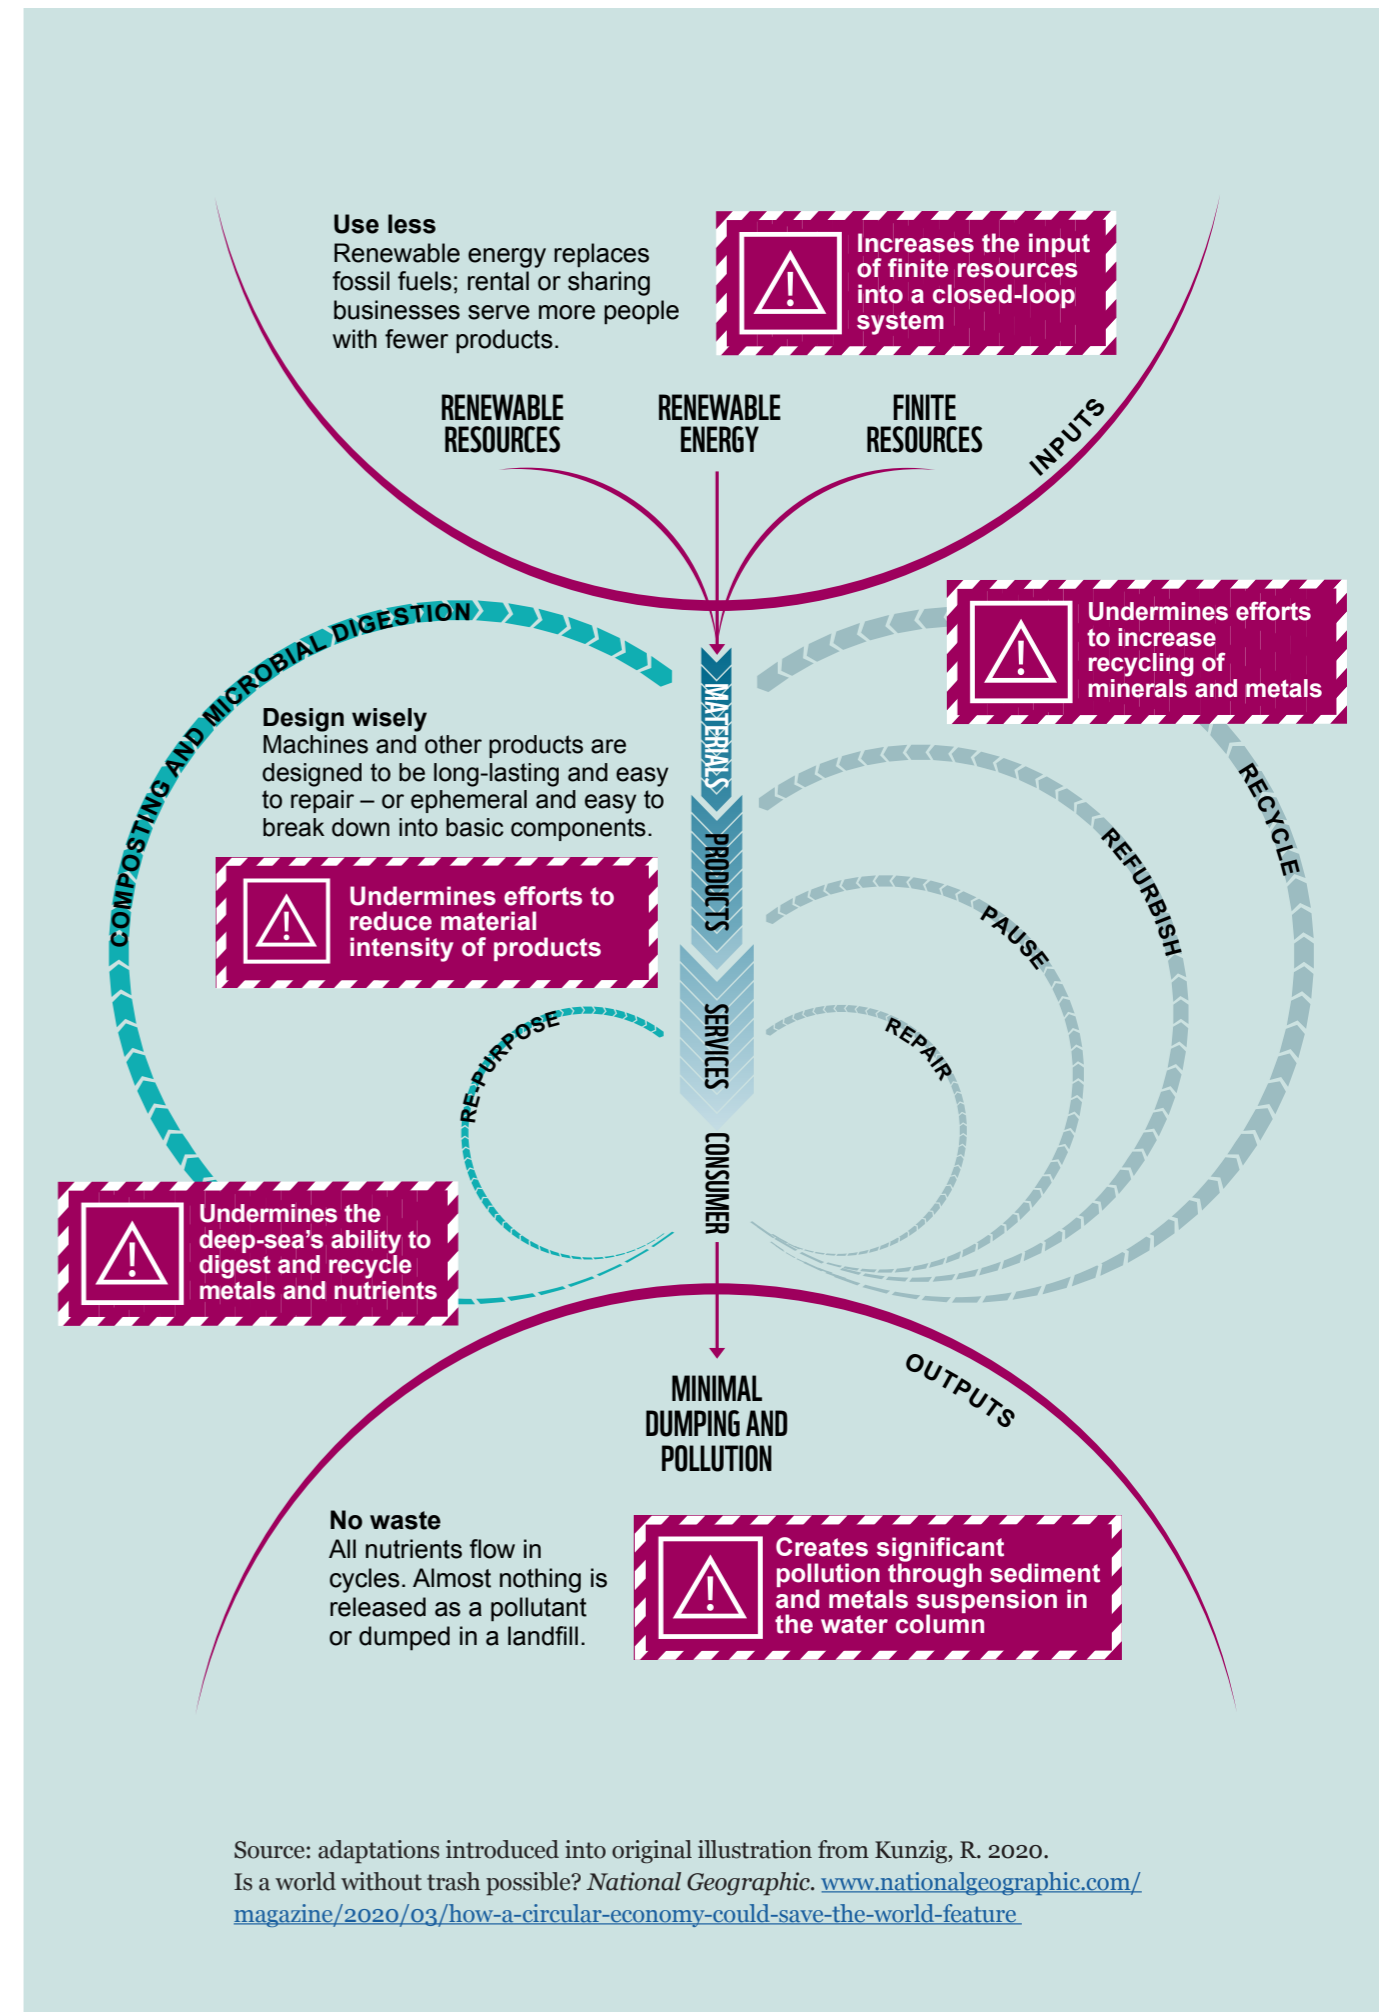 Use less
Renewable energy replaces
fossil fuels; rental or sharing
businesses serve more people
with fewer products.
Increases the input
of finite resources
into a closed-loop
system
RENEWABLE
RESOURCES
RENEWABLE
ENERGY
FINITE
RESOURCES
INPUTS
COMPOSTING AND MICROBIAL DIGESTION
Undermines efforts
to increase
recycling of
minerals and metals
MATERIALS
Design wisely
Machines and other products are
designed to be long-lasting and easy
to repair – or ephemeral and easy to
break down into basic components.
RECYCLE
REFURBISH
PRODUCTS
Undermines efforts to
reduce material
intensity of products
PAUSE
SERVICES
RE-PURPOSE
REPAIR
CONSUMER
Undermines the
deep-sea’s ability to
digest and recycle
metals and nutrients
OUTPUTS
MINIMAL
DUMPING AND
POLLUTION
No waste
All nutrients flow in
cycles. Almost nothing is
released as a pollutant
or dumped in a landfill.
Creates significant
pollution through sediment
and metals suspension in
the water column
Source: adaptations introduced into original illustration from Kunzig, R. 2020.
Is a world without trash possible? National Geographic. www.nationalgeographic.com/
magazine/2020/03/how-a-circular-economy-could-save-the-world-feature